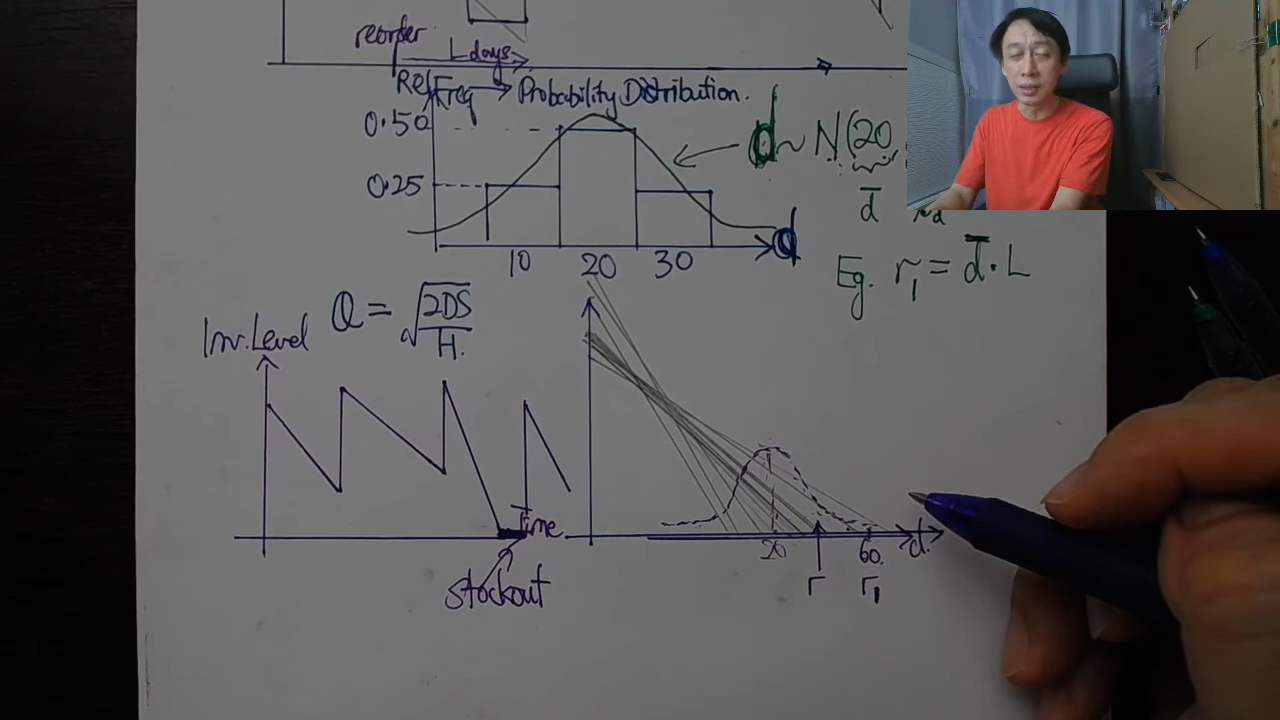 reorder
L days
Rel Freq Probability Distribution.
0.50
d ~ N(20,
0.25
d̄
d
10 20 30
Eg. r₁ = d̄ · L
Q = √(2DS/H.)
Inv. Level
Time
20 60. d.
r r₁
stockout